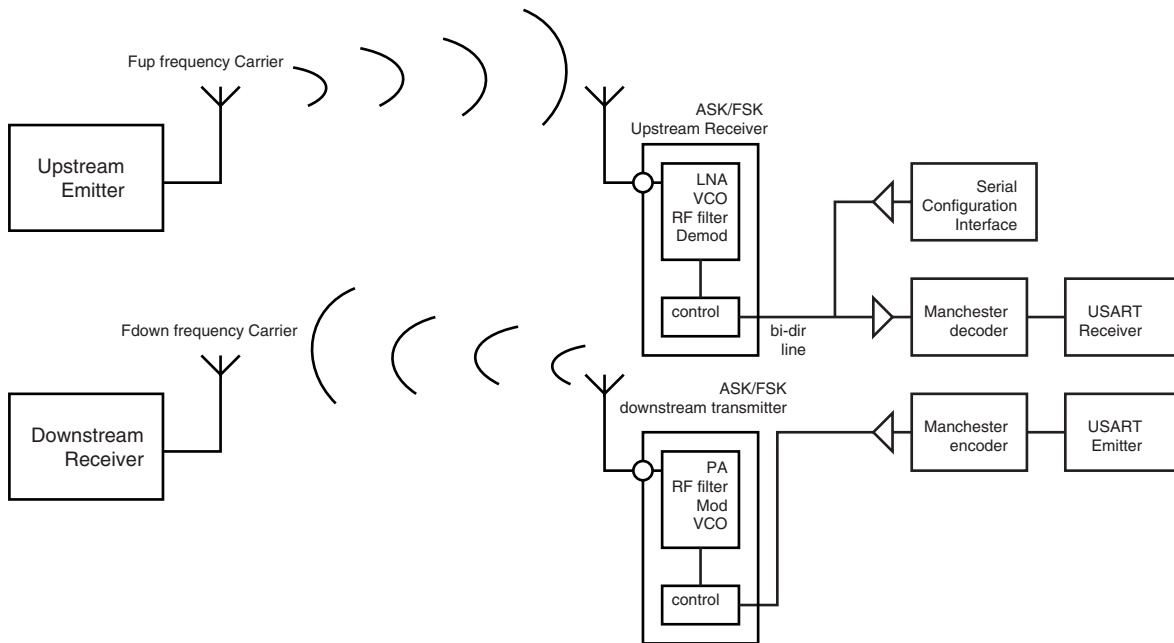 Fup frequency Carrier
Upstream
Emitter
ASK/FSK
Upstream Receiver
LNA
VCO
RF filter
Demod
control
bi-dir
line
Serial
Configuration
Interface
Manchester
decoder
USART
Receiver
Fdown frequency Carrier
Downstream
Receiver
ASK/FSK
downstream transmitter
PA
RF filter
Mod
VCO
control
Manchester
encoder
USART
Emitter